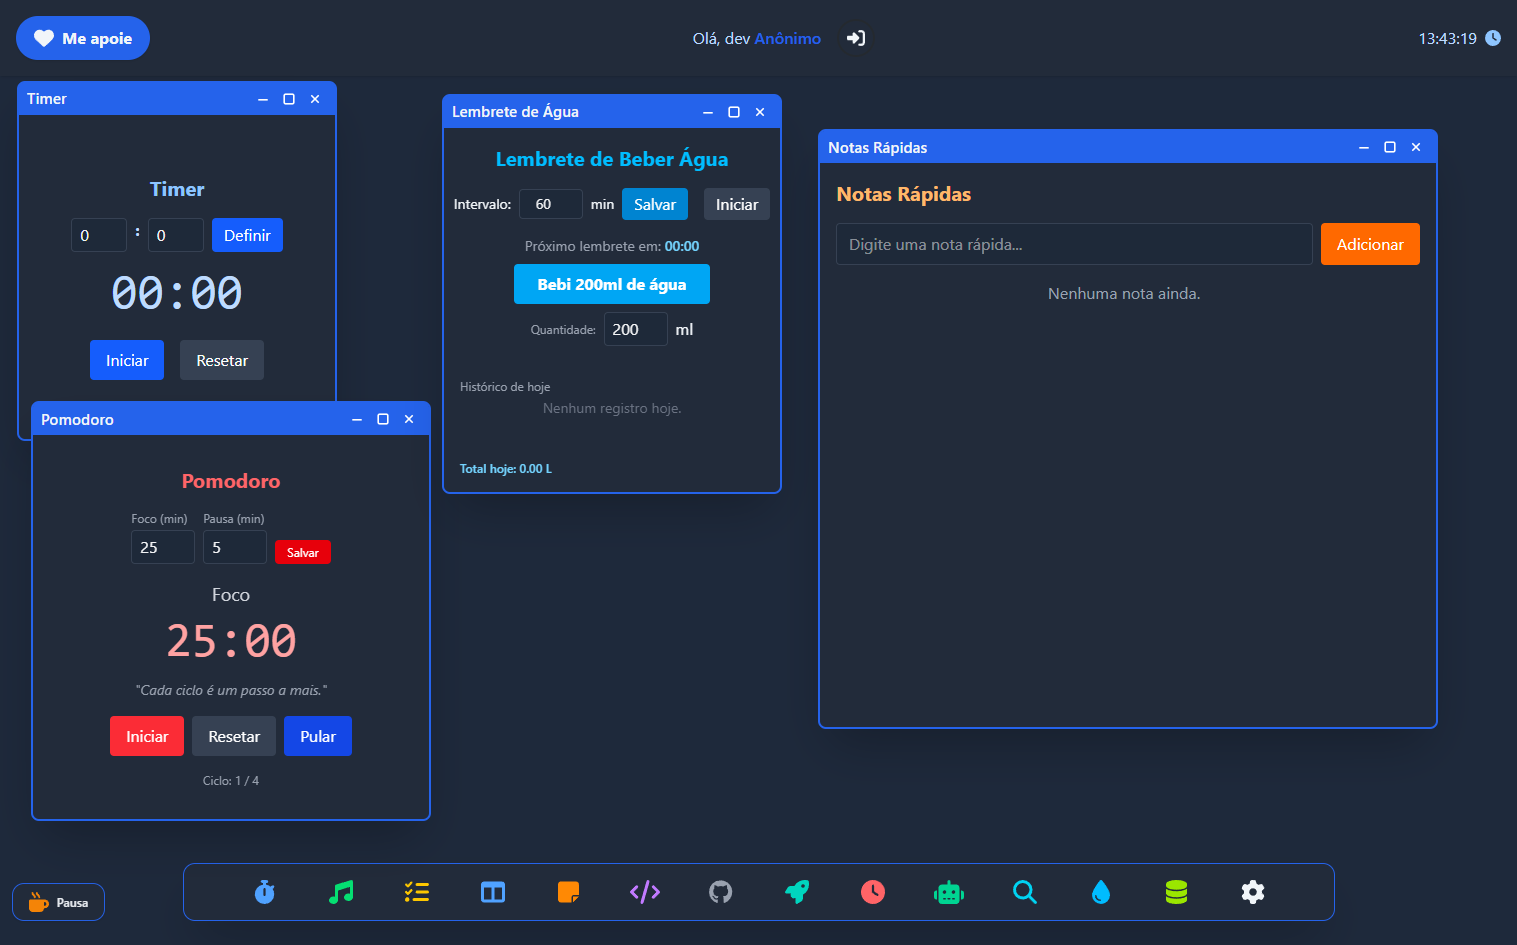 Me apoie
Olá, dev Anônimo
13:43:19
Timer
Timer
0 : 0 Definir
00:00
Iniciar Resetar
Pomodoro
Pomodoro
Foco (min) Pausa (min)
25 5 Salvar
Foco
25:00
"Cada ciclo é um passo a mais."
Iniciar Resetar Pular
Ciclo: 1 / 4
Lembrete de Água
Lembrete de Beber Água
Intervalo: 60 min Salvar Iniciar
Próximo lembrete em: 00:00
Bebi 200ml de água
Quantidade: 200 ml
Histórico de hoje
Nenhum registro hoje.
Total hoje: 0.00 L
Notas Rápidas
Notas Rápidas
Digite uma nota rápida... Adicionar
Nenhuma nota ainda.
Pausa